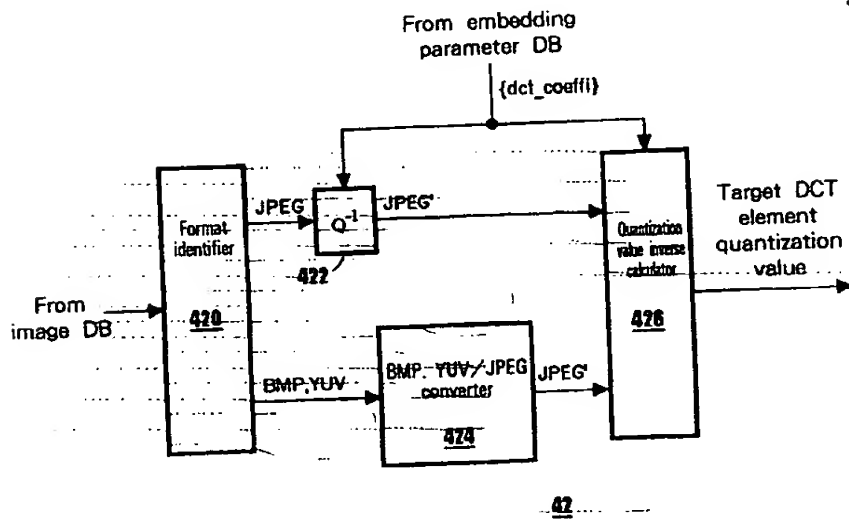 From embedding
parameter DB
{dct_coeffi}
Format
identifier
420
JPEG
Q⁻¹
422
JPEG'
Quantization
value inverse
calculator
426
Target DCT
element
quantization
value
From
image DB
BMP,YUV
BMP, YUV/JPEG
converter
424
JPEG'
42